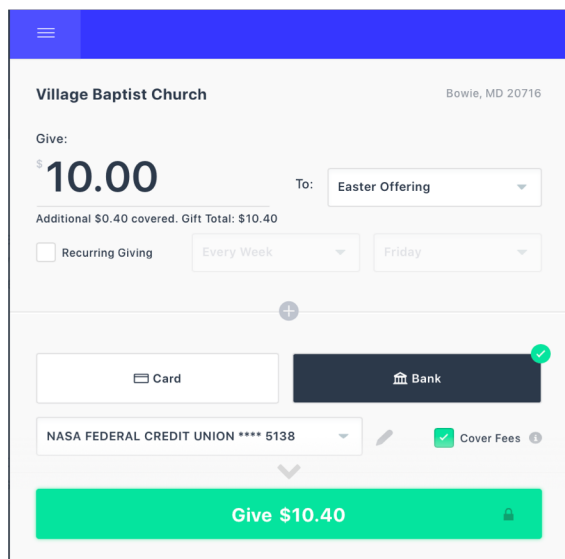 Village Baptist Church
Bowie, MD 20716
Give:
$10.00
To:
Easter Offering
Additional $0.40 covered. Gift Total: $10.40
Recurring Giving
Every Week
Friday
Card
Bank
NASA FEDERAL CREDIT UNION **** 5138
Cover Fees
Give $10.40